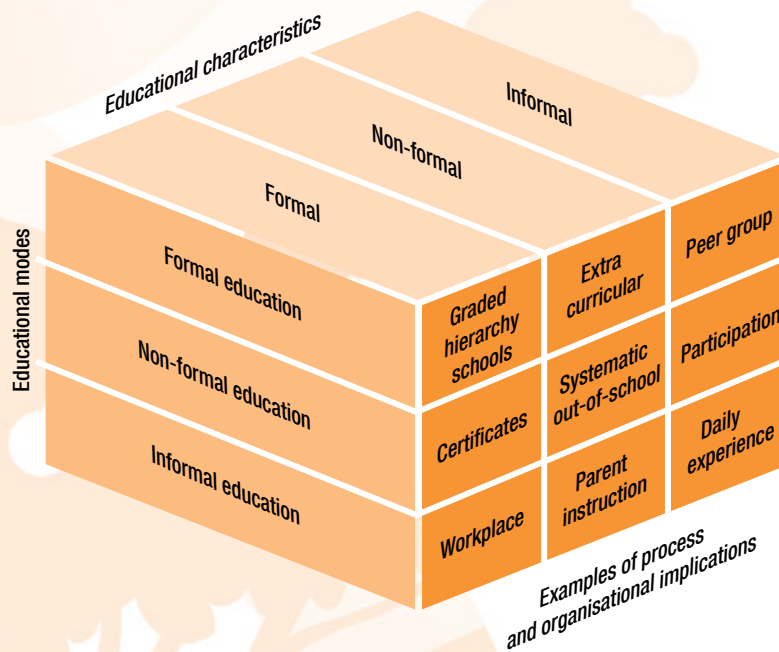 Educational characteristics
Informal
Non-formal
Formal
Educational modes
Formal education
Non-formal education
Informal education
Graded
hierarchy
schools
Extra
curricular
Peer group
Certificates
Systematic
out-of-school
Participation
Workplace
Parent
instruction
Daily
experience
Examples of process
and organisational implications